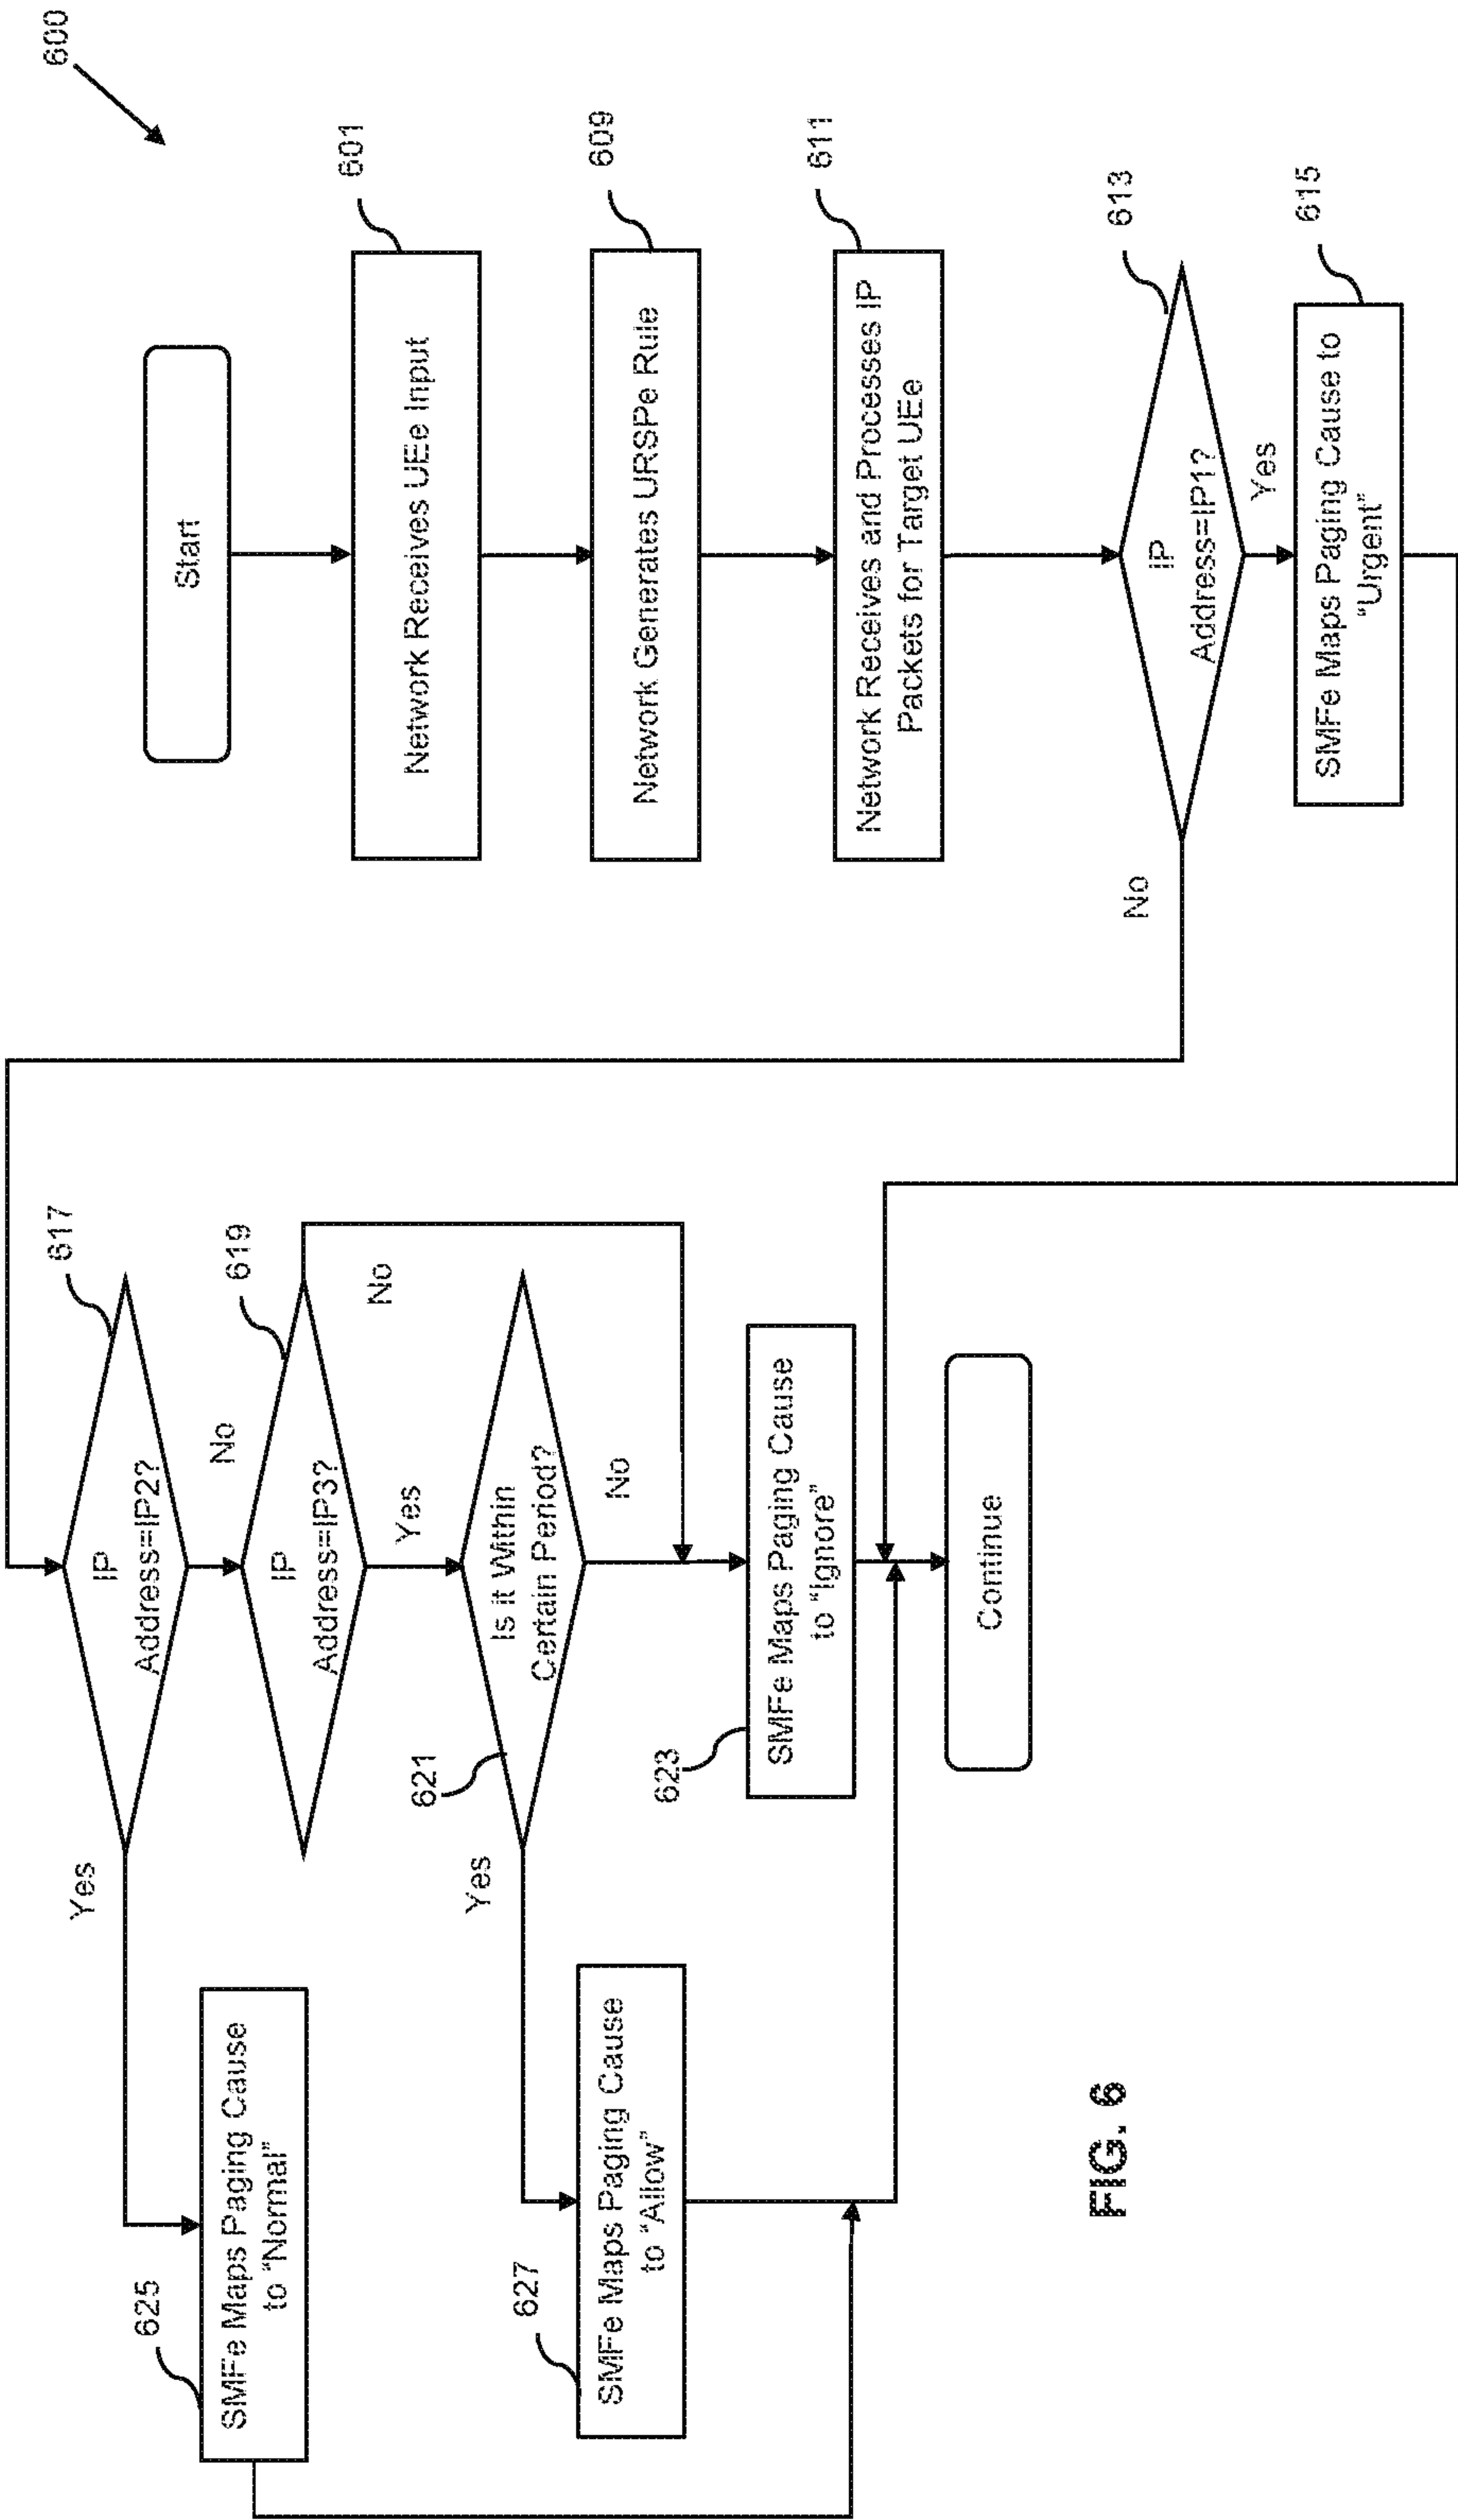 600
Start
601
Network Receives UEe Input
609
Network Generates URSPe Rule
611
Network Receives and Processes IP
Packets for Target UEe
613
IP
Address=IP1?
No
Yes
615
SMFe Maps Paging Cause to
“Urgent”
617
IP
Address=IP2?
Yes
No
619
IP
Address=IP3?
No
Yes
621
Is it Within
Certain Period?
Yes
No
623
SMFe Maps Paging Cause
to “Ignore”
Continue
625
SMFe Maps Paging Cause
to “Normal”
627
SMFe Maps Paging Cause
to “Allow”
FIG. 6